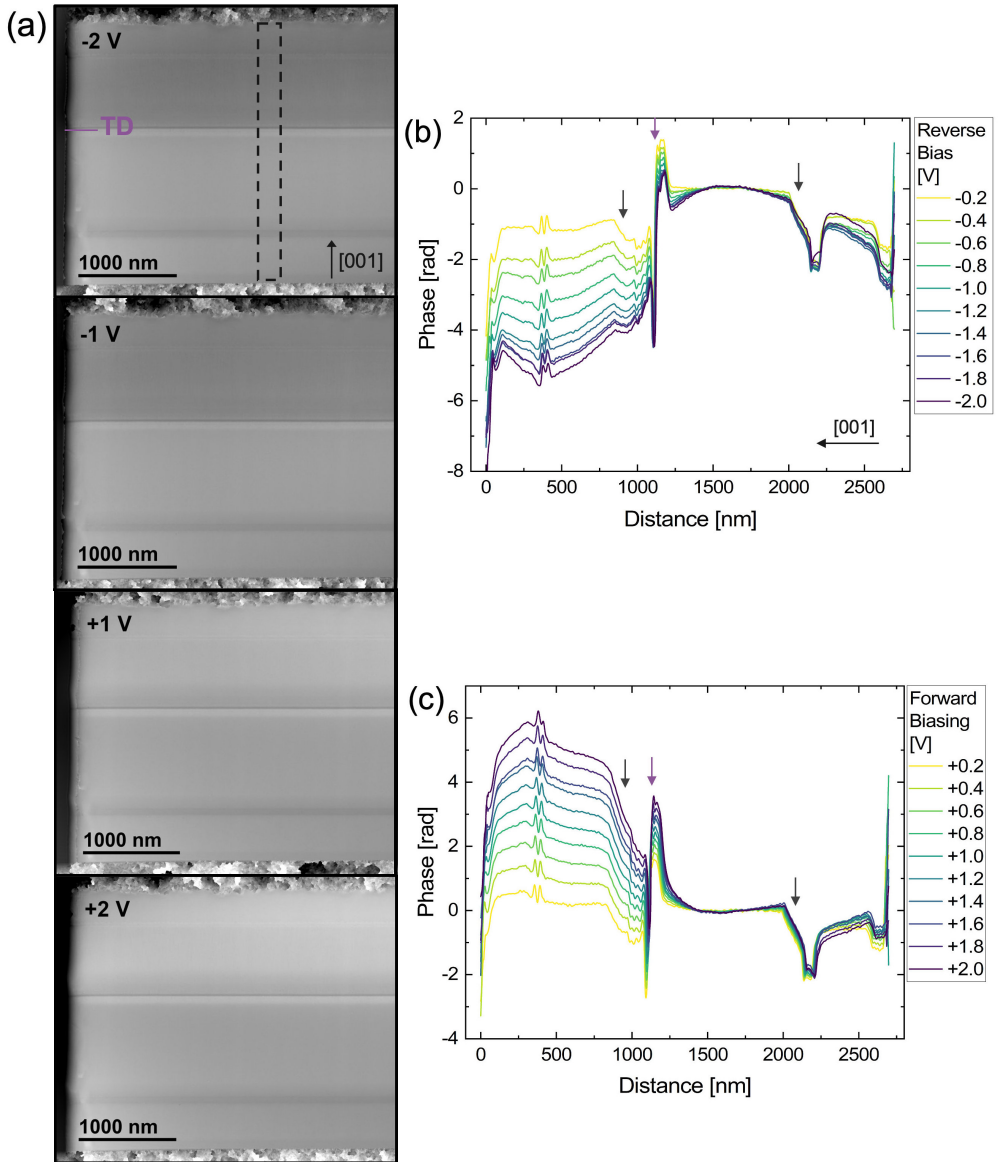 (a)
-2 V
TD
1000 nm
[001]
-1 V
1000 nm
+1 V
1000 nm
+2 V
1000 nm
(b)
2
0
-2
-4
-6
-8
Phase [rad]
0
500
1000
1500
2000
2500
Distance [nm]
[001]
Reverse
Bias
[V]
-0.2
-0.4
-0.6
-0.8
-1.0
-1.2
-1.4
-1.6
-1.8
-2.0
(c)
6
4
2
0
-2
-4
Phase [rad]
0
500
1000
1500
2000
2500
Distance [nm]
Forward
Biasing
[V]
+0.2
+0.4
+0.6
+0.8
+1.0
+1.2
+1.4
+1.6
+1.8
+2.0